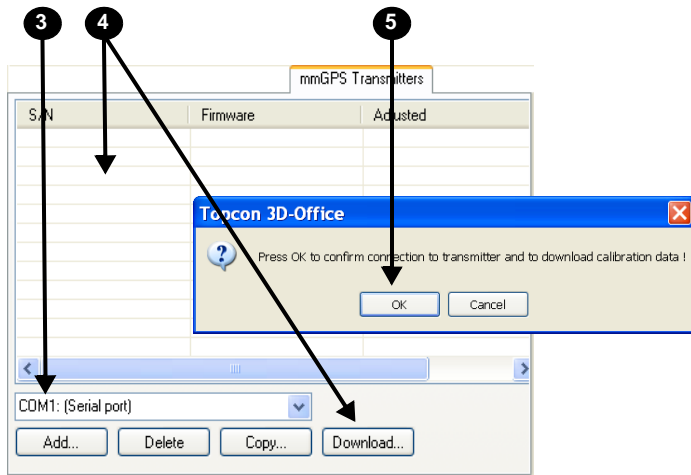 3 4 5
mmGPS Transmitters
S/N Firmware Adjusted
Topcon 3D-Office
Press OK to confirm connection to transmitter and to download calibration data !
OK Cancel
COM1: (Serial port)
Add... Delete Copy... Download...